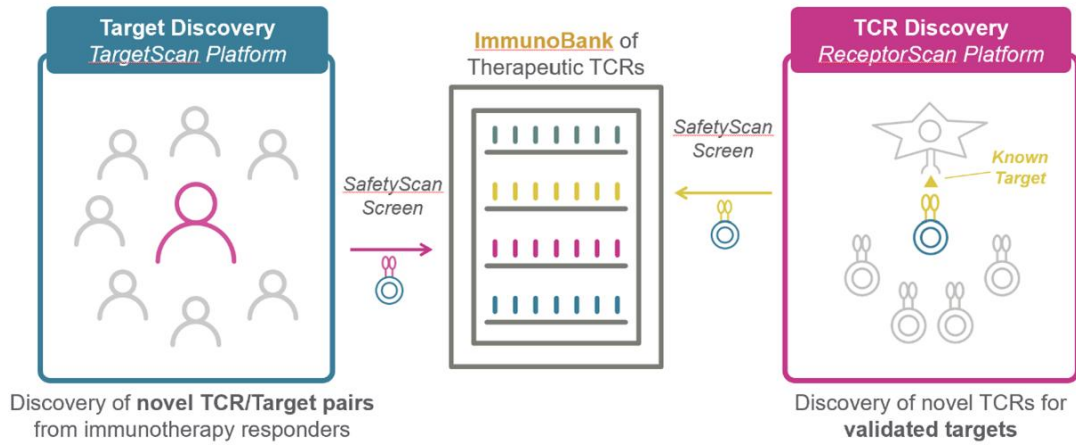 Target Discovery
TargetScan Platform
ImmunoBank of
Therapeutic TCRs
TCR Discovery
ReceptorScan Platform
SafetyScan
Screen
SafetyScan
Screen
Known
Target
Discovery of novel TCR/Target pairs
from immunotherapy responders
Discovery of novel TCRs for
validated targets